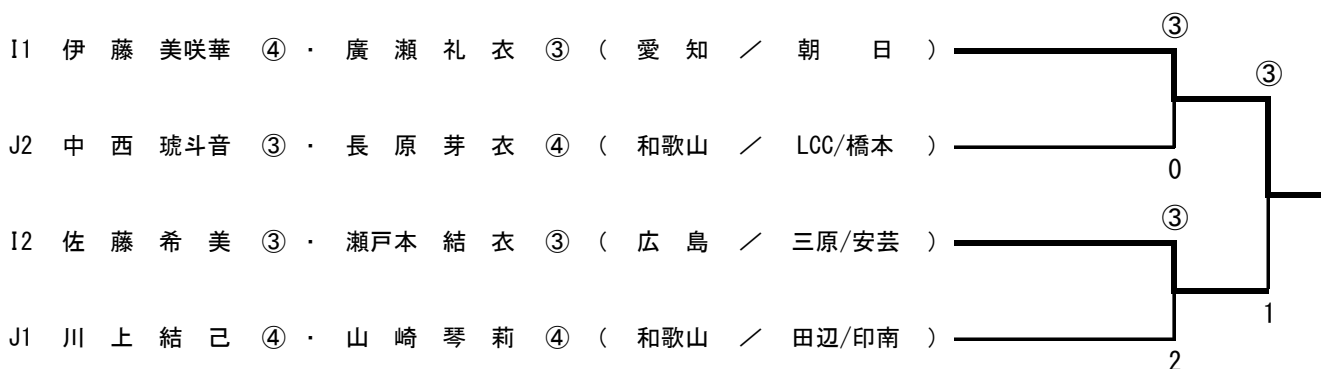 ③
I1 伊 藤 美咲華 ④ ・ 廣 瀬 礼 衣 ③ ( 愛 知 / 朝 日 )
③
J2 中 西 琥斗音 ③ ・ 長 原 芽 衣 ④ ( 和歌山 / LCC/橋本 )
0
③
I2 佐 藤 希 美 ③ ・ 瀬戸本 結 衣 ③ ( 広 島 / 三原/安芸 )
1
J1 川 上 結 己 ④ ・ 山 崎 琴 莉 ④ ( 和歌山 / 田辺/印南 )
2